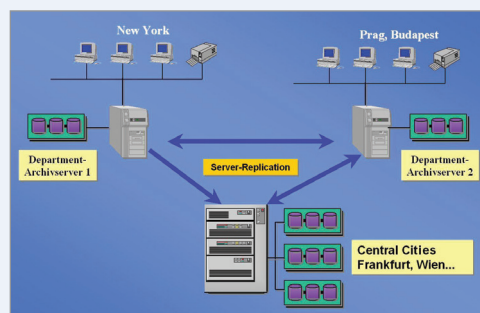 New York
Prag, Budapest
Department-
Archivserver 1
Department-
Archivserver 2
Server-Replication
Central Cities
Frankfurt, Wien...